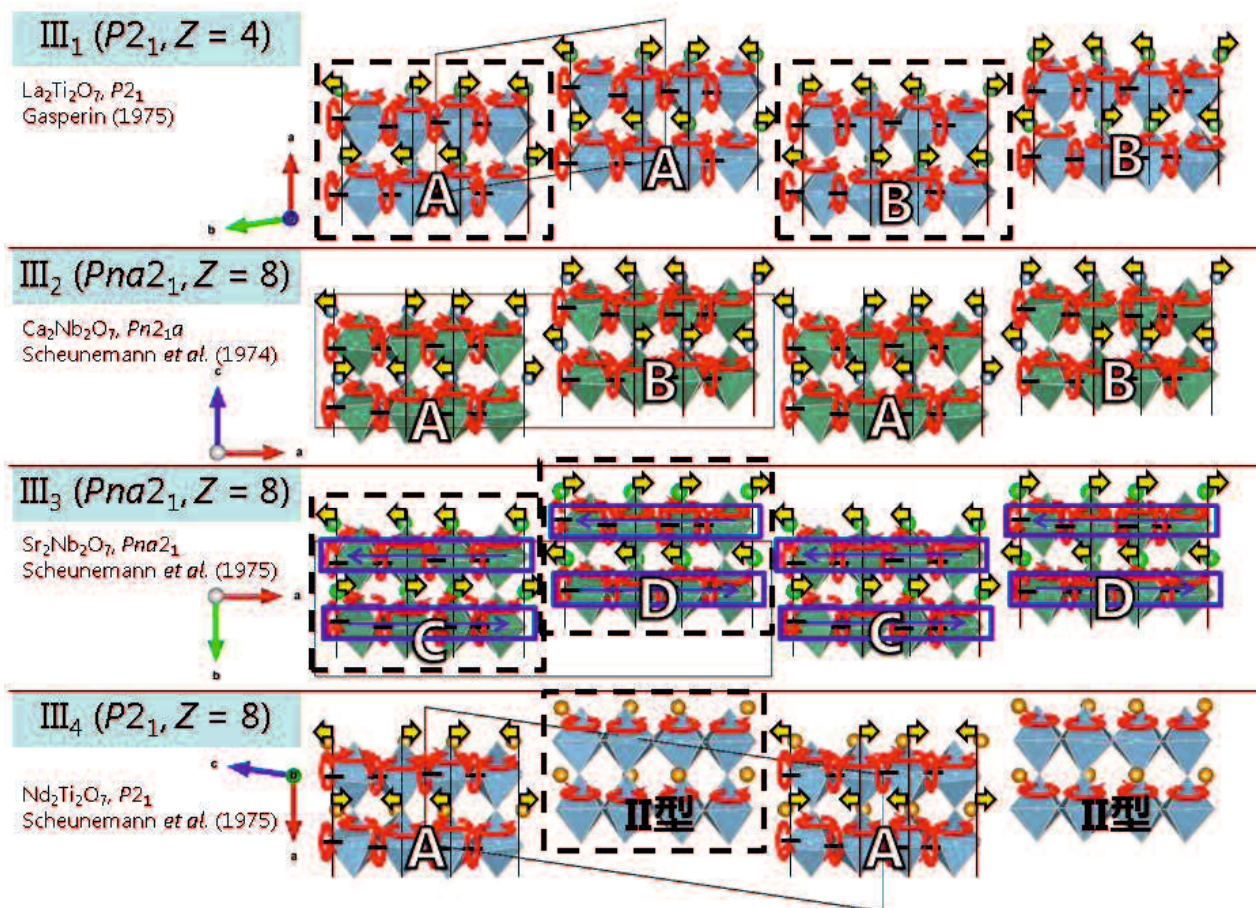 III₁ (P2₁, Z = 4)
La₂Ti₂O₇, P2₁
Gasperin (1975)
a
b
A
A
B
B
III₂ (Pna2₁, Z = 8)
Ca₂Nb₂O₇, Pn2₁a
Scheunemann et al. (1974)
c
a
A
B
A
B
III₃ (Pna2₁, Z = 8)
Sr₂Nb₂O₇, Pna2₁
Scheunemann et al. (1975)
a
b
C
D
C
D
III₄ (P2₁, Z = 8)
c
b
Nd₂Ti₂O₇, P2₁
Scheunemann et al. (1975)
a
A
II型
A
II型